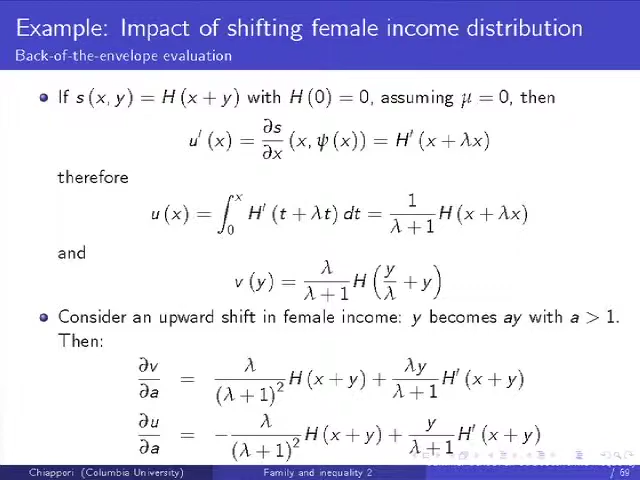 Example: Impact of shifting female income distribution
Back-of-the-envelope evaluation
If s (x, y) = H (x + y) with H (0) = 0, assuming μ = 0, then
u′ (x) = ∂s/∂x (x, ψ (x)) = H′ (x + λx)
therefore
u (x) = ∫₀ˣ H′ (t + λt) dt = 1/(λ + 1) H (x + λx)
and
v (y) = λ/(λ + 1) H (y/λ + y)
Consider an upward shift in female income: y becomes ay with a > 1.
Then:
∂v/∂a = λ/(λ + 1)² H (x + y) + λy/(λ + 1) H′ (x + y)
∂u/∂a = − λ/(λ + 1)² H (x + y) + y/(λ + 1) H′ (x + y)
Chiappori (Columbia University) Family and inequality 2 / 69